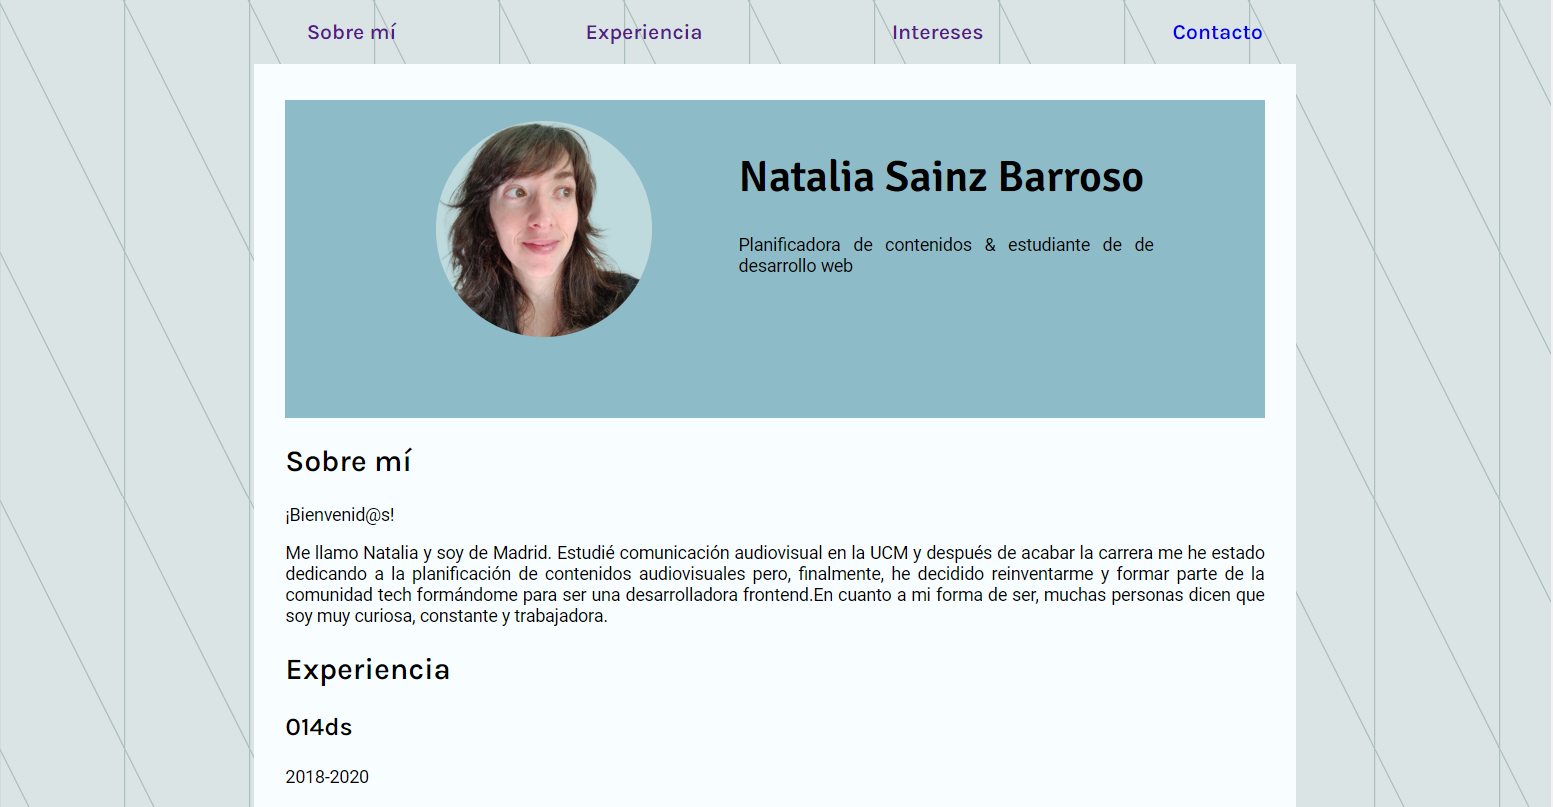 Sobre mí Experiencia Intereses Contacto
Natalia Sainz Barroso
Planificadora de contenidos & estudiante de de
desarrollo web
Sobre mí
¡Bienvenid@s!
Me llamo Natalia y soy de Madrid. Estudié comunicación audiovisual en la UCM y después de acabar la carrera me he estado
dedicando a la planificación de contenidos audiovisuales pero, finalmente, he decidido reinventarme y formar parte de la
comunidad tech formándome para ser una desarrolladora frontend.En cuanto a mi forma de ser, muchas personas dicen que
soy muy curiosa, constante y trabajadora.
Experiencia
014ds
2018-2020